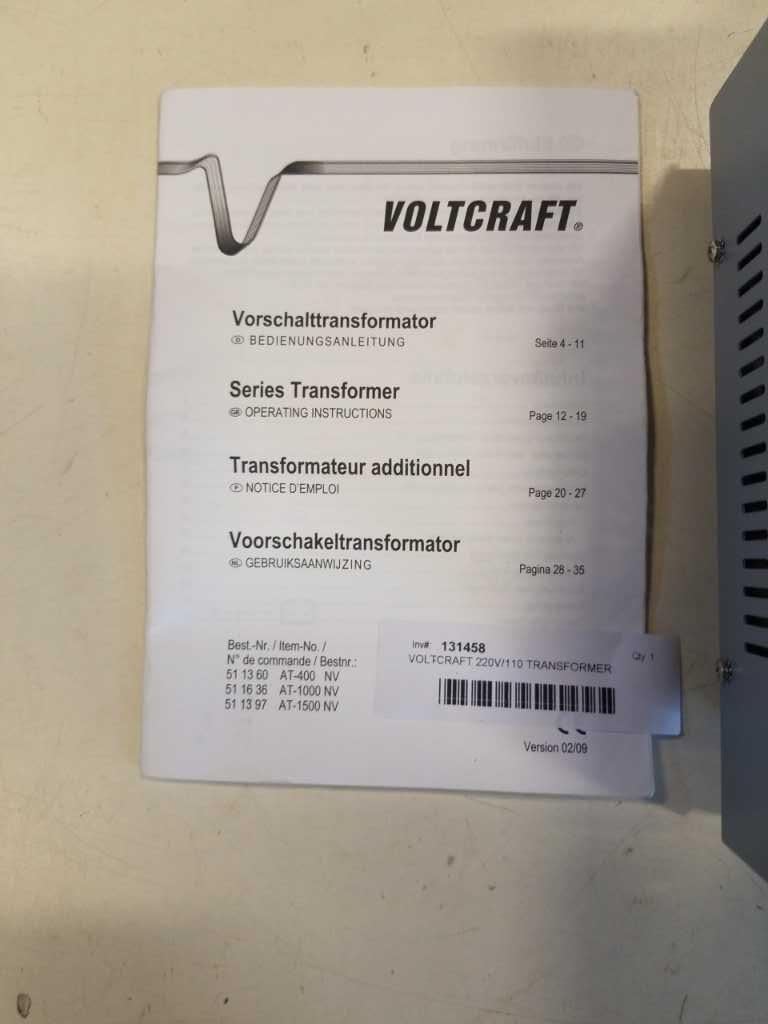 VOLTCRAFT®
Vorschalttransformator
D BEDIENUNGSANLEITUNG
Seite 4 - 11
Series Transformer
GB OPERATING INSTRUCTIONS
Page 12 - 19
Transformateur additionnel
F NOTICE D'EMPLOI
Page 20 - 27
Voorschakeltransformator
NL GEBRUIKSAANWIJZING
Pagina 28 - 35
Best.-Nr. / Item-No. /
N° de commande / Bestnr.:
51 13 60 AT-400 NV
51 16 36 AT-1000 NV
51 13 97 AT-1500 NV
Inv#: 131458
Qty 1
VOLTCRAFT 220V/110 TRANSFORMER
Version 02/09